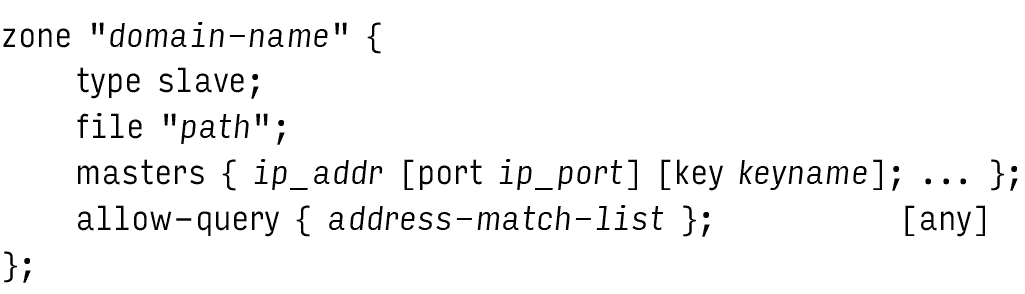 zone "domain-name" {
type slave;
file "path";
masters { ip_addr [port ip_port] [key keyname]; ... };
allow-query { address-match-list }; [any]
};